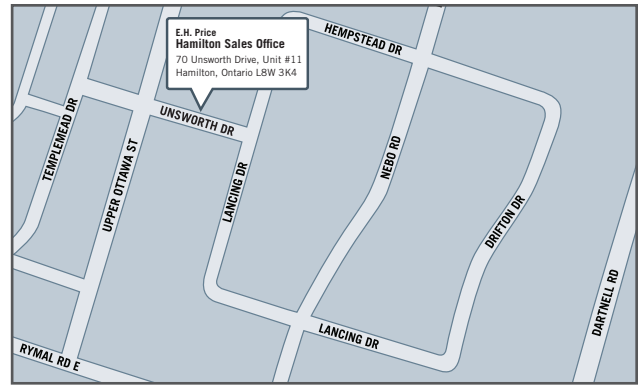 E.H. Price
Hamilton Sales Office
70 Unsworth Drive, Unit #11
Hamilton, Ontario L8W 3K4
HEMPSTEAD DR
UNSWORTH DR
TEMPLEMEAD DR
UPPER OTTAWA ST
LANCING DR
NEBO RD
DRIFTON DR
DARTNELL RD
LANCING DR
RYMAL RD E